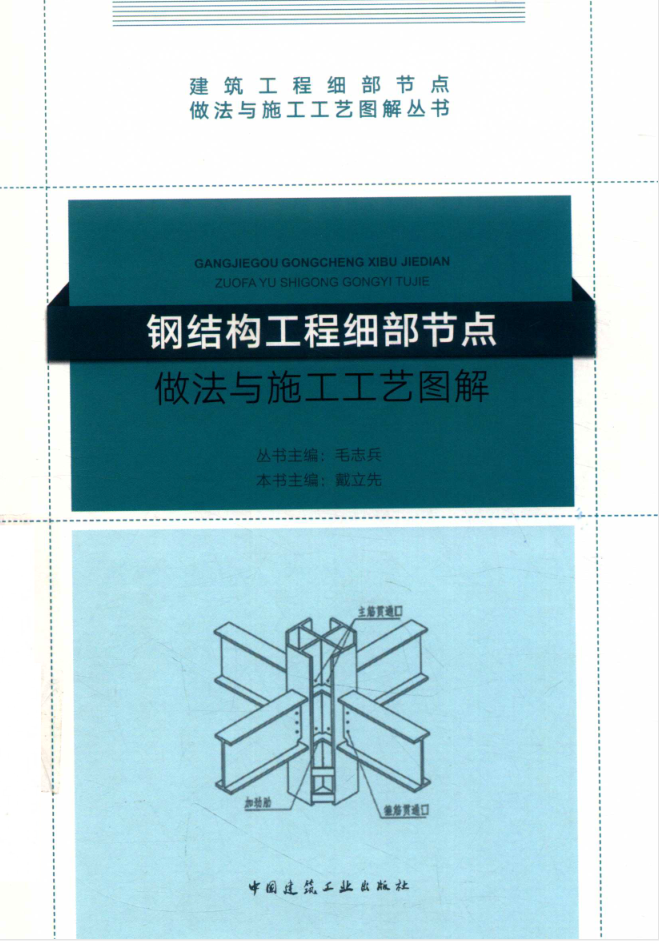 建筑工程细部节点
做法与施工工艺图解丛书
GANGJIEGOU GONGCHENG XIBU JIEDIAN
ZUOFA YU SHIGONG GONGYI TUJIE
钢结构工程细部节点
做法与施工工艺图解
丛书主编：毛志兵
本书主编：戴立先
主筋贯通口
加劲肋
箍筋贯通口
中国建筑工业出版社